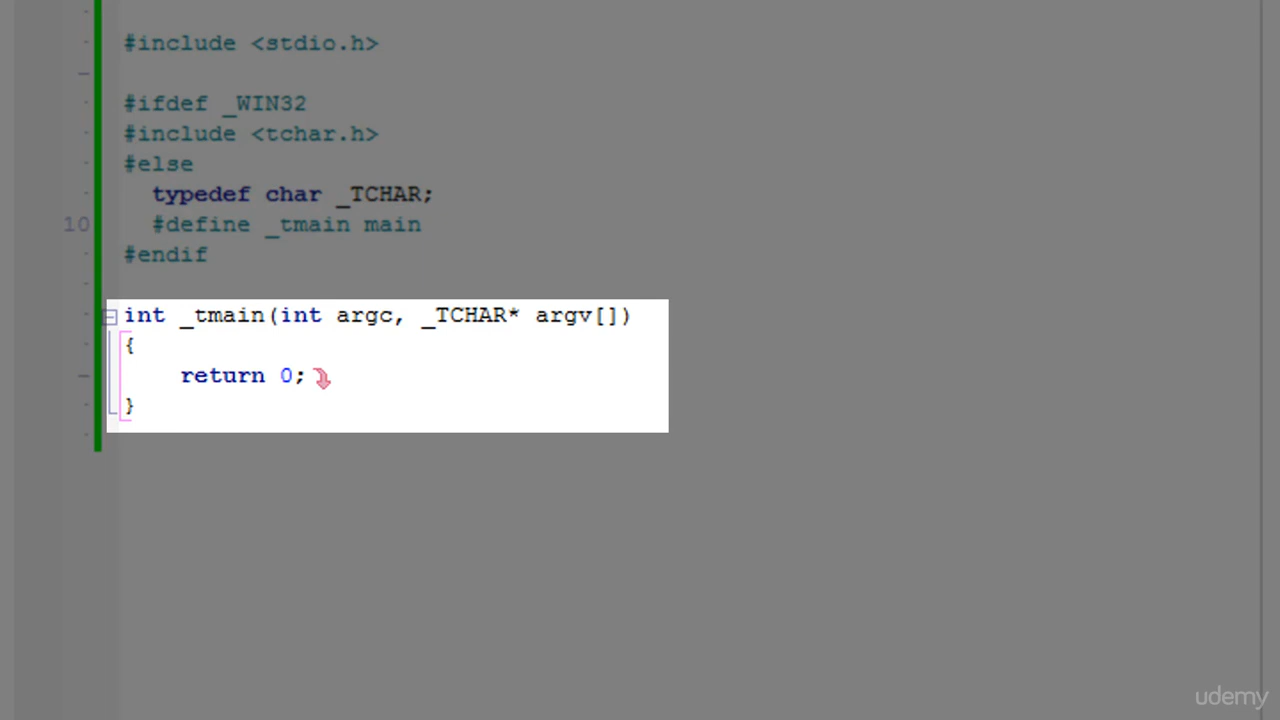 #include <stdio.h>
#ifdef _WIN32
#include <tchar.h>
#else
typedef char _TCHAR;
10 #define _tmain main
#endif
int _tmain(int argc, _TCHAR* argv[])
{
return 0;
}
udemy